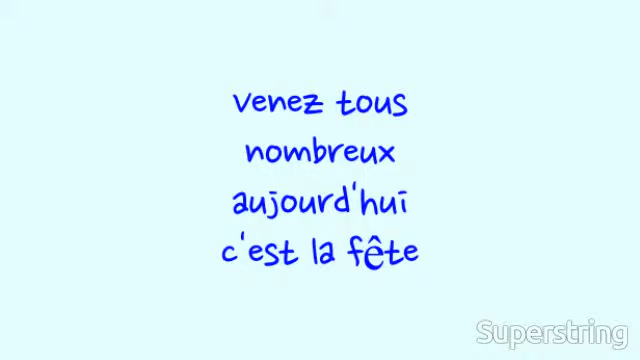 venez tous
nombreux
aujourd'hui
c'est la fête
Superstring